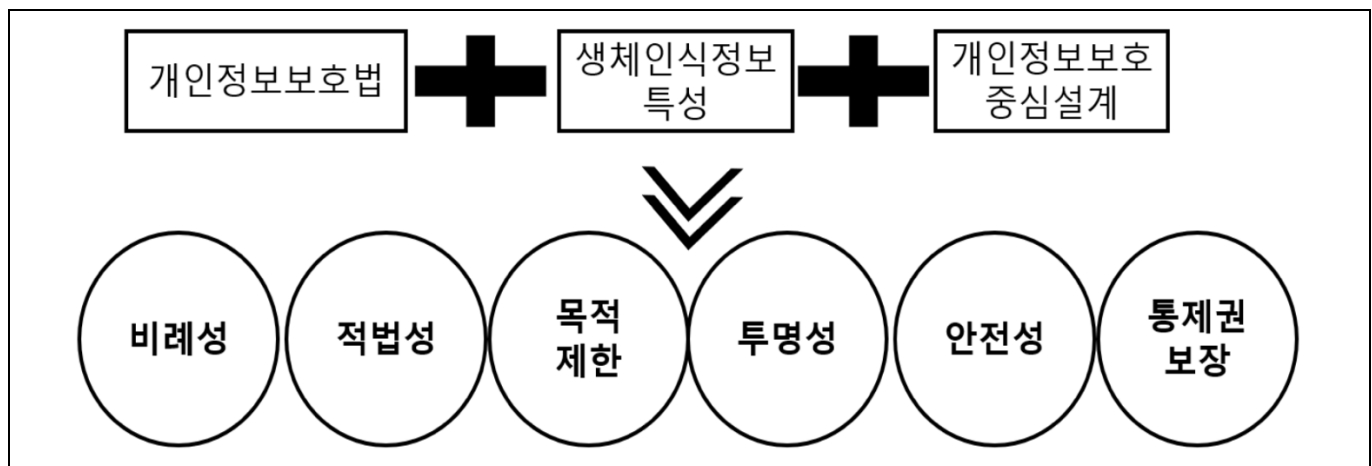 개인정보보호법
생체인식정보
특성
개인정보보호
중심설계
비례성
적법성
목적
제한
투명성
안전성
통제권
보장